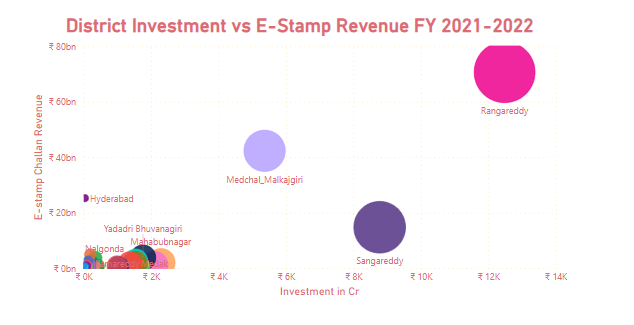 District Investment vs E-Stamp Revenue FY 2021-2022
₹ 80bn
₹ 60bn
₹ 40bn
₹ 20bn
₹ 0bn
E-stamp Challan Revenue
Rangareddy
Medchal_Malkajgiri
Hyderabad
Sangareddy
Yadadri Bhuvanagiri
Mahabubnagar
Nalgonda
₹ 0K
₹ 2K
₹ 4K
₹ 6K
₹ 8K
₹ 10K
₹ 12K
₹ 14K
Investment in Cr